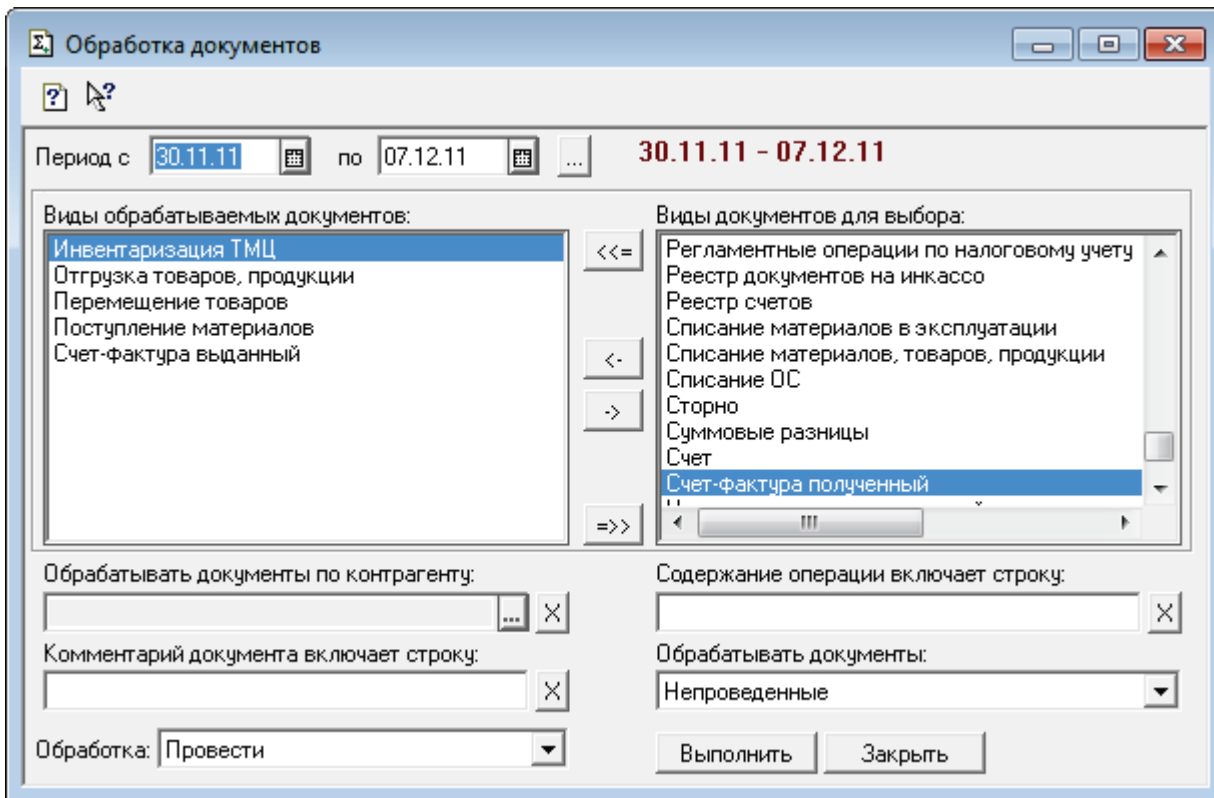 Обработка документов
Период с 30.11.11 по 07.12.11 ... 30.11.11 - 07.12.11
Виды обрабатываемых документов:
Инвентаризация ТМЦ
Отгрузка товаров, продукции
Перемещение товаров
Поступление материалов
Счет-фактура выданный
<<=
<-
->
=>>
Виды документов для выбора:
Регламентные операции по налоговому учету
Реестр документов на инкассо
Реестр счетов
Списание материалов в эксплуатации
Списание материалов, товаров, продукции
Списание ОС
Сторно
Суммовые разницы
Счет
Счет-фактура полученный
Обрабатывать документы по контрагенту:
... X
Содержание операции включает строку:
X
Комментарий документа включает строку:
X
Обрабатывать документы:
Непроведенные
Обработка: Провести
Выполнить Закрыть